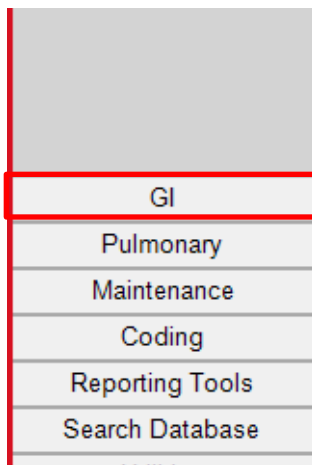 GI
Pulmonary
Maintenance
Coding
Reporting Tools
Search Database